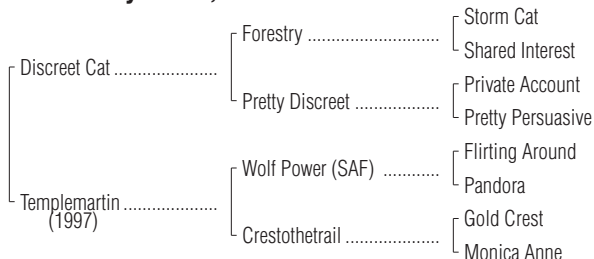 Storm Cat
Forestry ....................................
Shared Interest
Discreet Cat ............................
Private Account
Pretty Discreet .......................
Pretty Persuasive
Flirting Around
Wolf Power (SAF) ...............
Pandora
Templemartin .........................
(1997)
Gold Crest
Crestothetrail .........................
Monica Anne